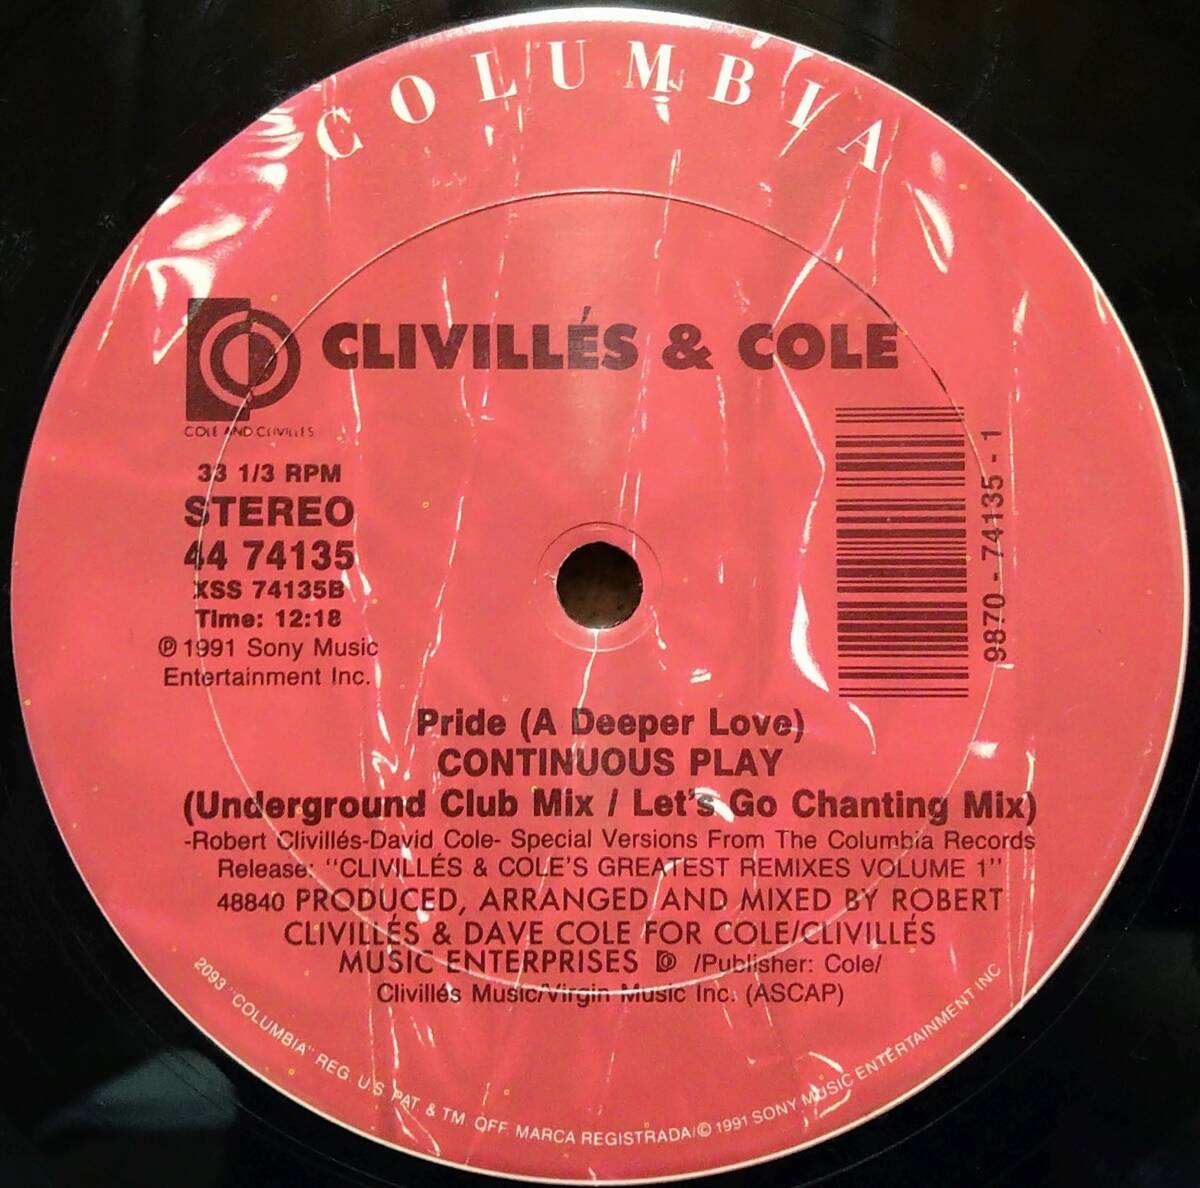 COLUMBIA
CLIVILLÉS & COLE
COLE AND CLIVILLÉS
33 1/3 RPM
STEREO
44 74135
XSS 74135B
Time: 12:18
℗ 1991 Sony Music
Entertainment Inc.
9870 - 74135 - 1
Pride (A Deeper Love)
CONTINUOUS PLAY
(Underground Club Mix / Let's Go Chanting Mix)
-Robert Clivillés-David Cole- Special Versions From The Columbia Records
Release: "CLIVILLÉS & COLE'S GREATEST REMIXES VOLUME 1"
48840 PRODUCED, ARRANGED AND MIXED BY ROBERT
CLIVILLÉS & DAVE COLE FOR COLE/CLIVILLÉS
MUSIC ENTERPRISES /Publisher: Cole/
Clivillés Music/Virgin Music Inc. (ASCAP)
2093 "COLUMBIA" REG. U.S. PAT. & TM. OFF. MARCA REGISTRADA/© 1991 SONY MUSIC ENTERTAINMENT INC